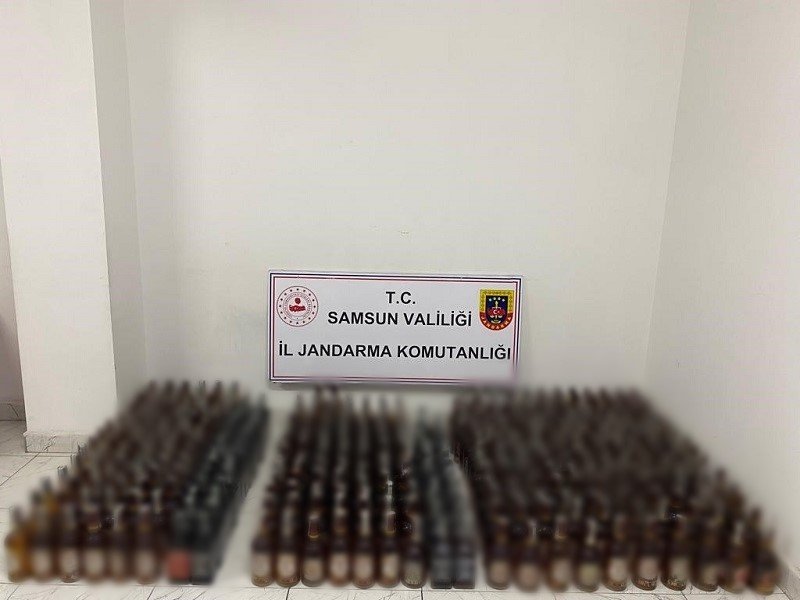 T.C.
SAMSUN VALİLİĞİ
İL JANDARMA KOMUTANLIĞI